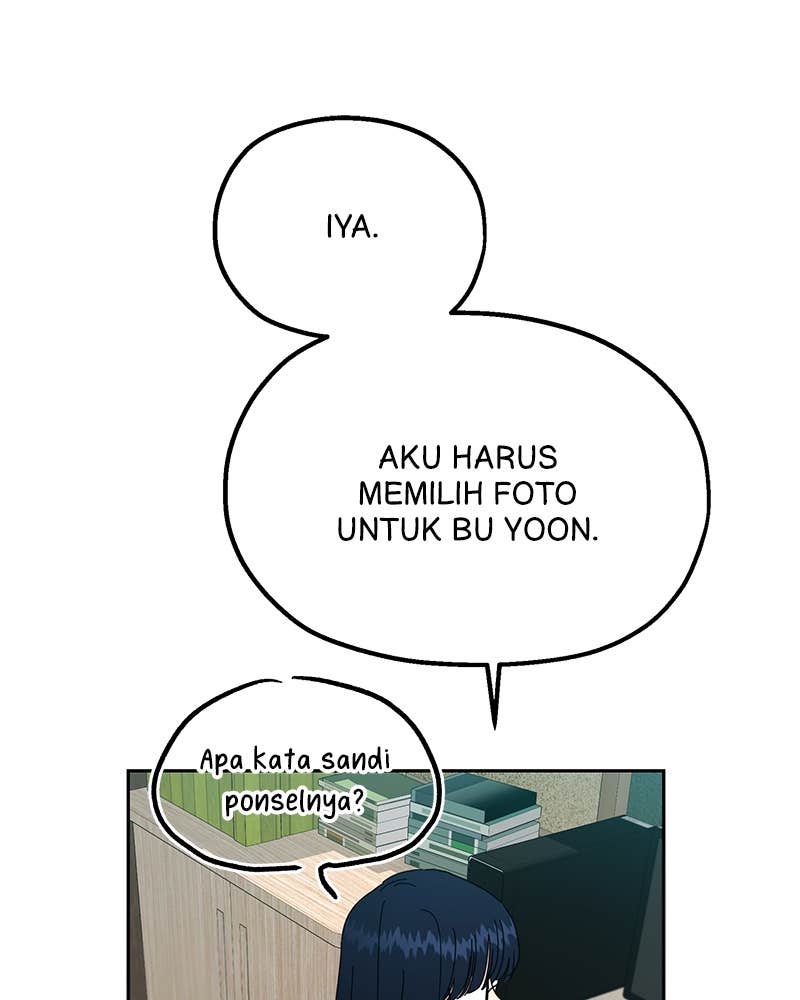 IYA.
AKU HARUS
MEMILIH FOTO
UNTUK BU YOON.
Apa kata sandi
ponselnya?